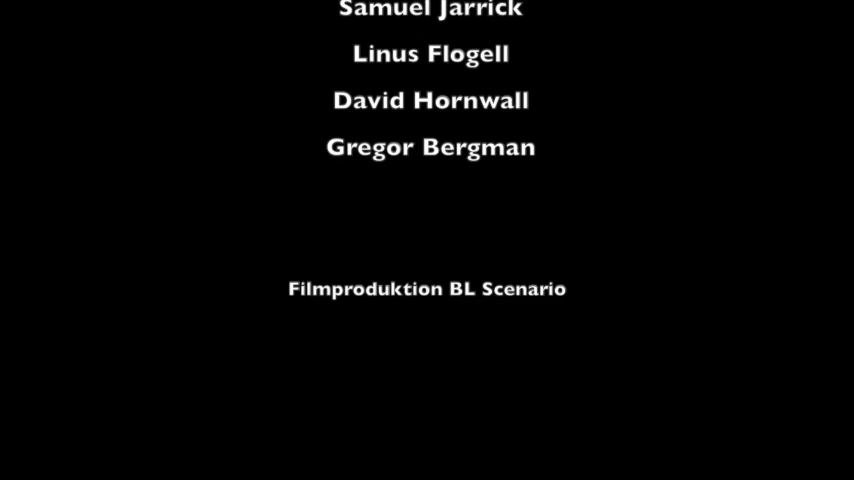 Samuel Jarrick
Linus Flogell
David Hornwall
Gregor Bergman
Filmproduktion BL Scenario